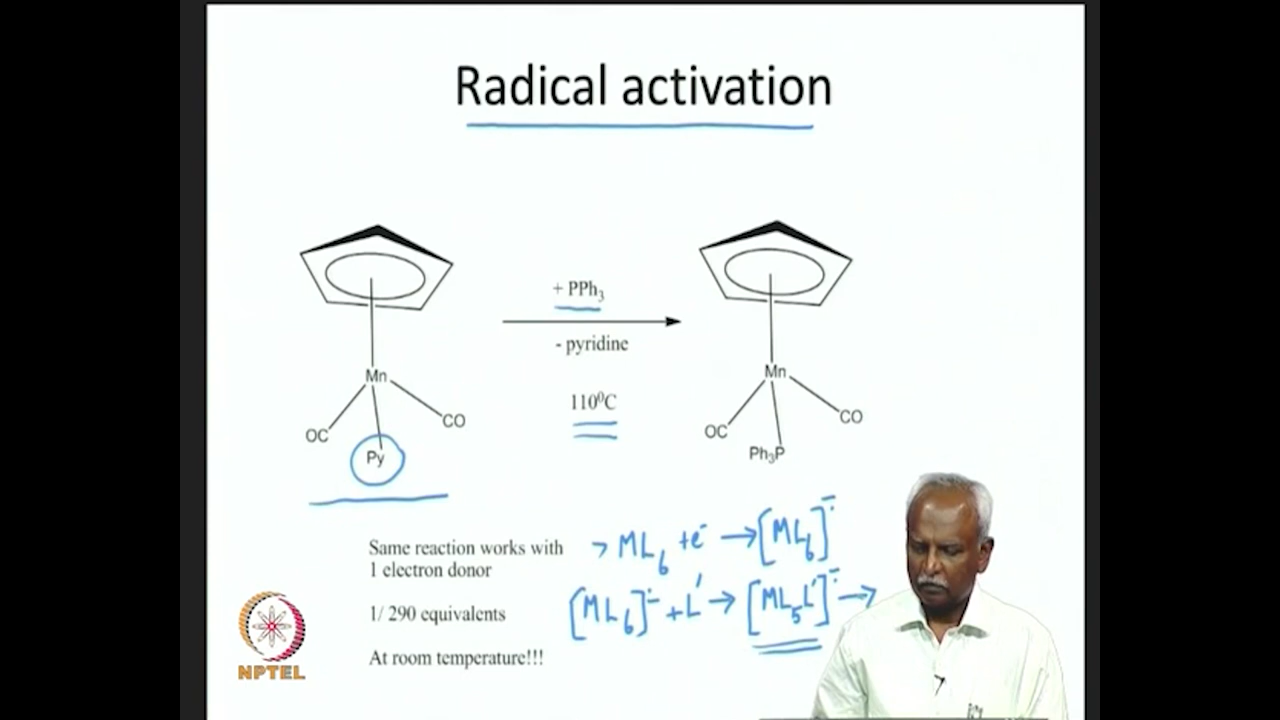 Radical activation
+ PPh₃
- pyridine
110⁰C
Mn
OC
CO
Py
Mn
OC
CO
Ph₃P
Same reaction works with
1 electron donor
1/ 290 equivalents
At room temperature!!!
> ML₆ + e⁻ → [ML₆]⁻̇
[ML₆]⁻̇ + L' → [ML₅L']⁻̇ →
NPTEL